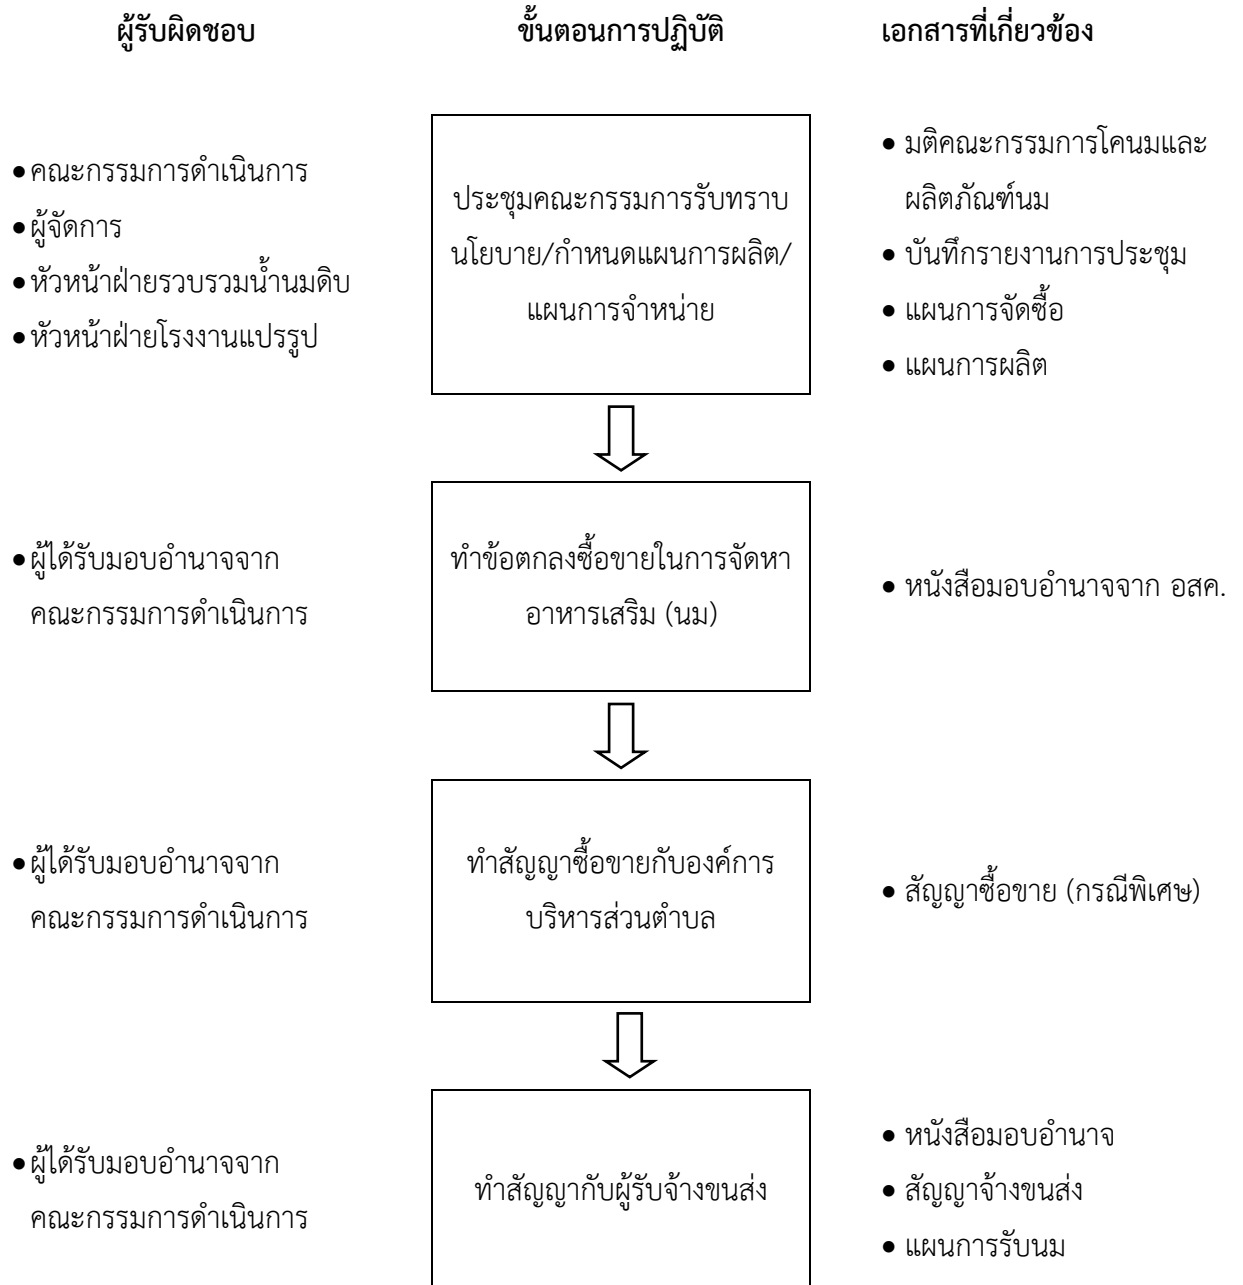 ผู้รับผิดชอบ
ขั้นตอนการปฏิบัติ
เอกสารที่เกี่ยวข้อง
•คณะกรรมการดำเนินการ
•ผู้จัดการ
•หัวหน้าฝ่ายรวบรวมน้ำนมดิบ
•หัวหน้าฝ่ายโรงงานแปรรูป
ประชุมคณะกรรมการรับทราบ
นโยบาย/กำหนดแผนการผลิต/
แผนการจำหน่าย
• มติคณะกรรมการโคนมและ
ผลิตภัณฑ์นม
• บันทึกรายงานการประชุม
• แผนการจัดซื้อ
• แผนการผลิต
•ผู้ได้รับมอบอำนาจจาก
คณะกรรมการดำเนินการ
ทำข้อตกลงซื้อขายในการจัดหา
อาหารเสริม (นม)
• หนังสือมอบอำนาจจาก อสค.
•ผู้ได้รับมอบอำนาจจาก
คณะกรรมการดำเนินการ
ทำสัญญาซื้อขายกับองค์การ
บริหารส่วนตำบล
• สัญญาซื้อขาย (กรณีพิเศษ)
•ผู้ได้รับมอบอำนาจจาก
คณะกรรมการดำเนินการ
ทำสัญญากับผู้รับจ้างขนส่ง
• หนังสือมอบอำนาจ
• สัญญาจ้างขนส่ง
• แผนการรับนม